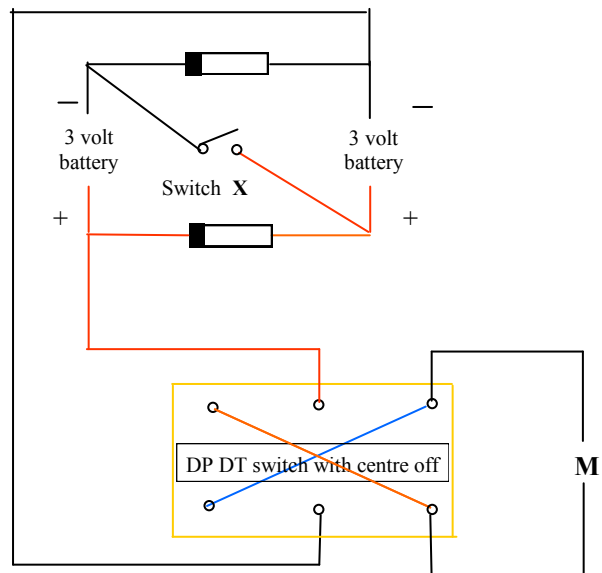 — —
3 volt
battery
3 volt
battery
Switch X
+ +
DP DT switch with centre off
M